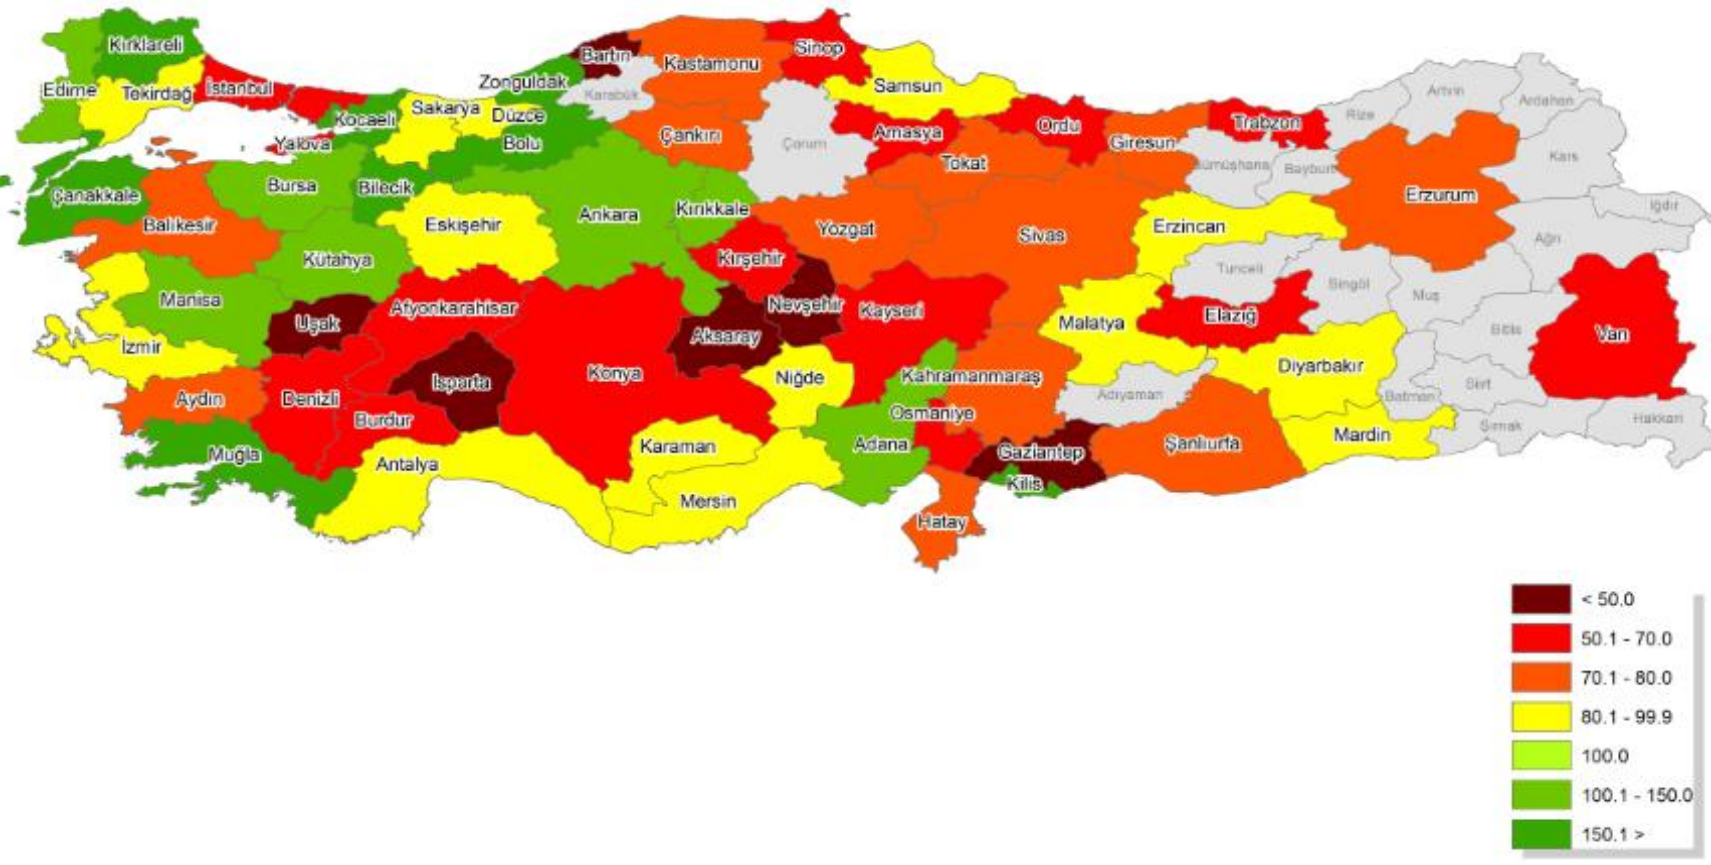 Kırklareli
Edirne
Tekirdağ
İstanbul
Kocaeli
Yalova
Sakarya
Düzce
Bolu
Zonguldak
Bartın
Karabük
Kastamonu
Sinop
Samsun
Çankırı
Çorum
Amasya
Tokat
Ordu
Giresun
Trabzon
Rize
Artvin
Ardahan
Kars
Gümüşhane
Bayburt
Erzurum
Erzincan
Iğdır
Ağrı
Çanakkale
Balıkesir
Bursa
Bilecik
Eskişehir
Ankara
Kırıkkale
Yozgat
Sivas
Kütahya
Manisa
Uşak
Afyonkarahisar
Kırşehir
Nevşehir
Kayseri
Aksaray
Malatya
Elazığ
Tunceli
Bingöl
Muş
Bitlis
Van
İzmir
Aydın
Denizli
Isparta
Burdur
Konya
Niğde
Kahramanmaraş
Adıyaman
Diyarbakır
Batman
Siirt
Şırnak
Hakkari
Muğla
Antalya
Karaman
Mersin
Adana
Osmaniye
Gaziantep
Kilis
Şanlıurfa
Mardin
Hatay
< 50.0
50.1 - 70.0
70.1 - 80.0
80.1 - 99.9
100.0
100.1 - 150.0
150.1 >